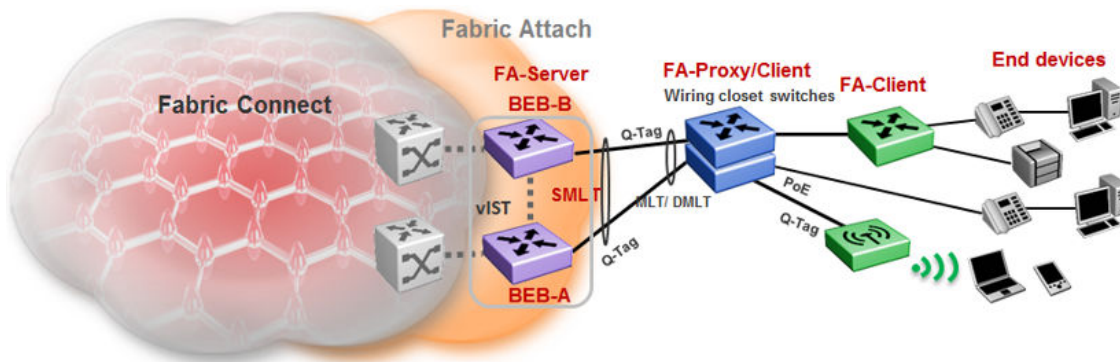 Fabric Attach
Fabric Connect
FA-Server
BEB-B
FA-Proxy/Client
Wiring closet switches
FA-Client
End devices
Q-Tag
SMLT
vIST
MLT/ DMLT
PoE
Q-Tag
Q-Tag
BEB-A